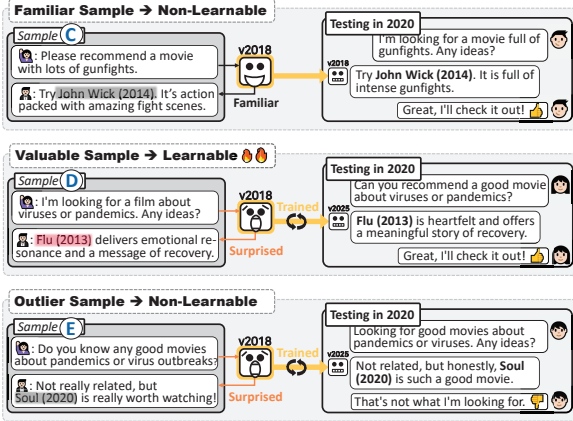 Familiar Sample → Non-Learnable
Sample C
: Please recommend a movie
with lots of gunfights.
: Try John Wick (2014). It's action
packed with amazing fight scenes.
v2018
Familiar
Testing in 2020
I'm looking for a movie full of
gunfights. Any ideas?
v2018
Try John Wick (2014). It is full of
intense gunfights.
Great, I'll check it out! 👍
Valuable Sample → Learnable 🔥🔥
Sample D
: I'm looking for a film about
viruses or pandemics. Any ideas?
: Flu (2013) delivers emotional re-
sonance and a message of recovery.
v2018
Surprised
Trained
Testing in 2020
Can you recommend a good movie
about viruses or pandemics?
v2025
Flu (2013) is heartfelt and offers
a meaningful story of recovery.
Great, I'll check it out! 👍
Outlier Sample → Non-Learnable
Sample E
: Do you know any good movies
about pandemics or virus outbreaks?
: Not really related, but
Soul (2020) is really worth watching!
v2018
Surprised
Trained
Testing in 2020
Looking for good movies about
pandemics or viruses. Any ideas?
v2025
Not related, but honestly, Soul
(2020) is such a good movie.
That's not what I'm looking for. 👎